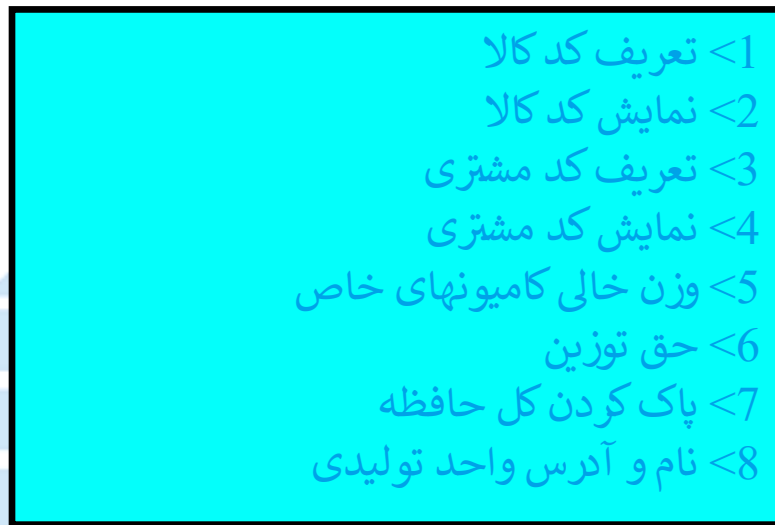 1> تعریف کد کالا
2> نمایش کد کالا
3> تعریف کد مشتری
4> نمایش کد مشتری
5> وزن خالی کامیونهای خاص
6> حق توزین
7> پاک کردن کل حافظه
8> نام و آدرس واحد تولیدی